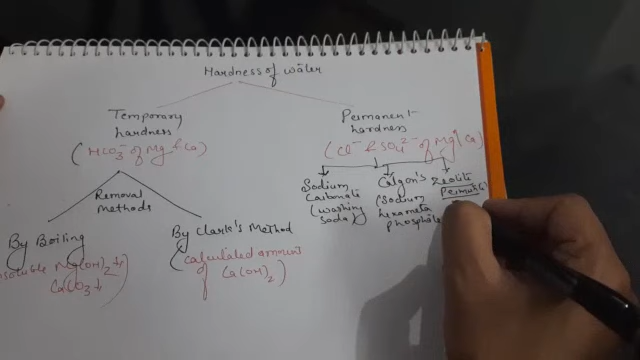 Hardness of water
Temporary
hardness
(HCO3⁻ of Mg & Ca)
Removal
Methods
By Boiling
Mg(OH)2↓
CaCO3↓
By Clark's Method
(Calculated amount
of Ca(OH)2)
Permanent
hardness
(Cl⁻ & SO4²⁻ of Mg/Ca)
Sodium
Carbonate
(washing
soda)
Calgon's
(Sodium
hexameta
phosphate
Zeolite